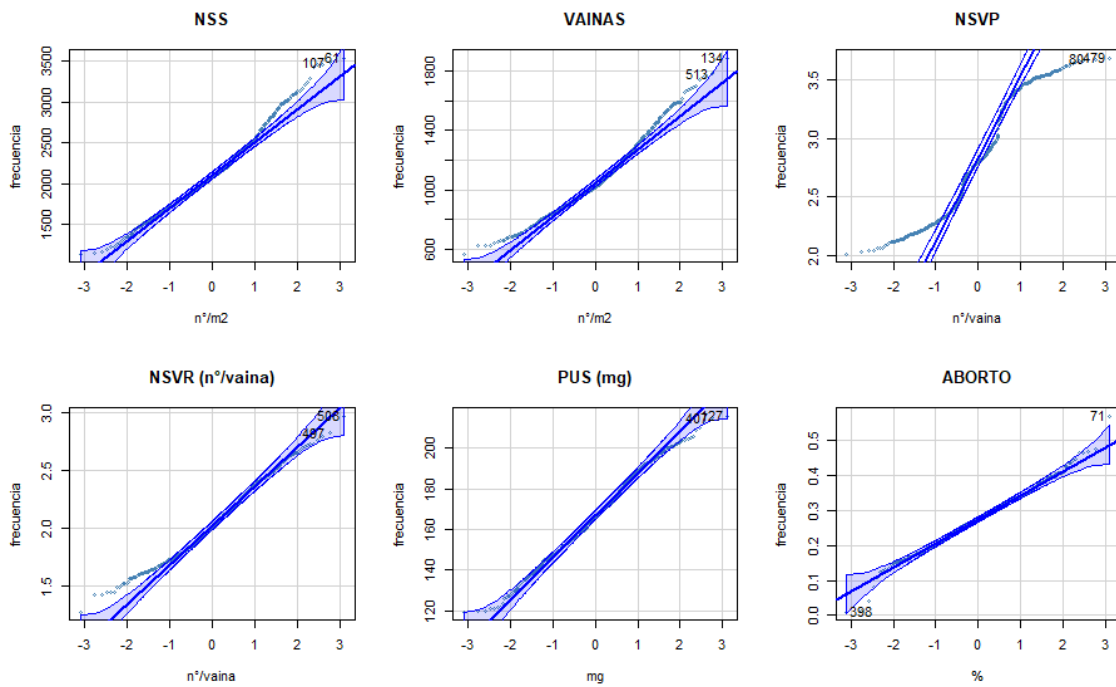 NSS
VAINAS
NSVP
frecuencia
1500 2000 2500 3000 3500
107 61
-3 -2 -1 0 1 2 3
n°/m2
frecuencia
600 1000 1400 1800
513 134
-3 -2 -1 0 1 2 3
n°/m2
frecuencia
2.0 2.5 3.0 3.5
80 479
-3 -2 -1 0 1 2 3
n°/vaina
NSVR (n°/vaina)
PUS (mg)
ABORTO
frecuencia
1.5 2.0 2.5 3.0
-3 -2 -1 0 1 2 3
n°/vaina
frecuencia
120 140 160 180 200
127
-3 -2 -1 0 1 2 3
mg
frecuencia
0.0 0.1 0.2 0.3 0.4 0.5
71
398
-3 -2 -1 0 1 2 3
%